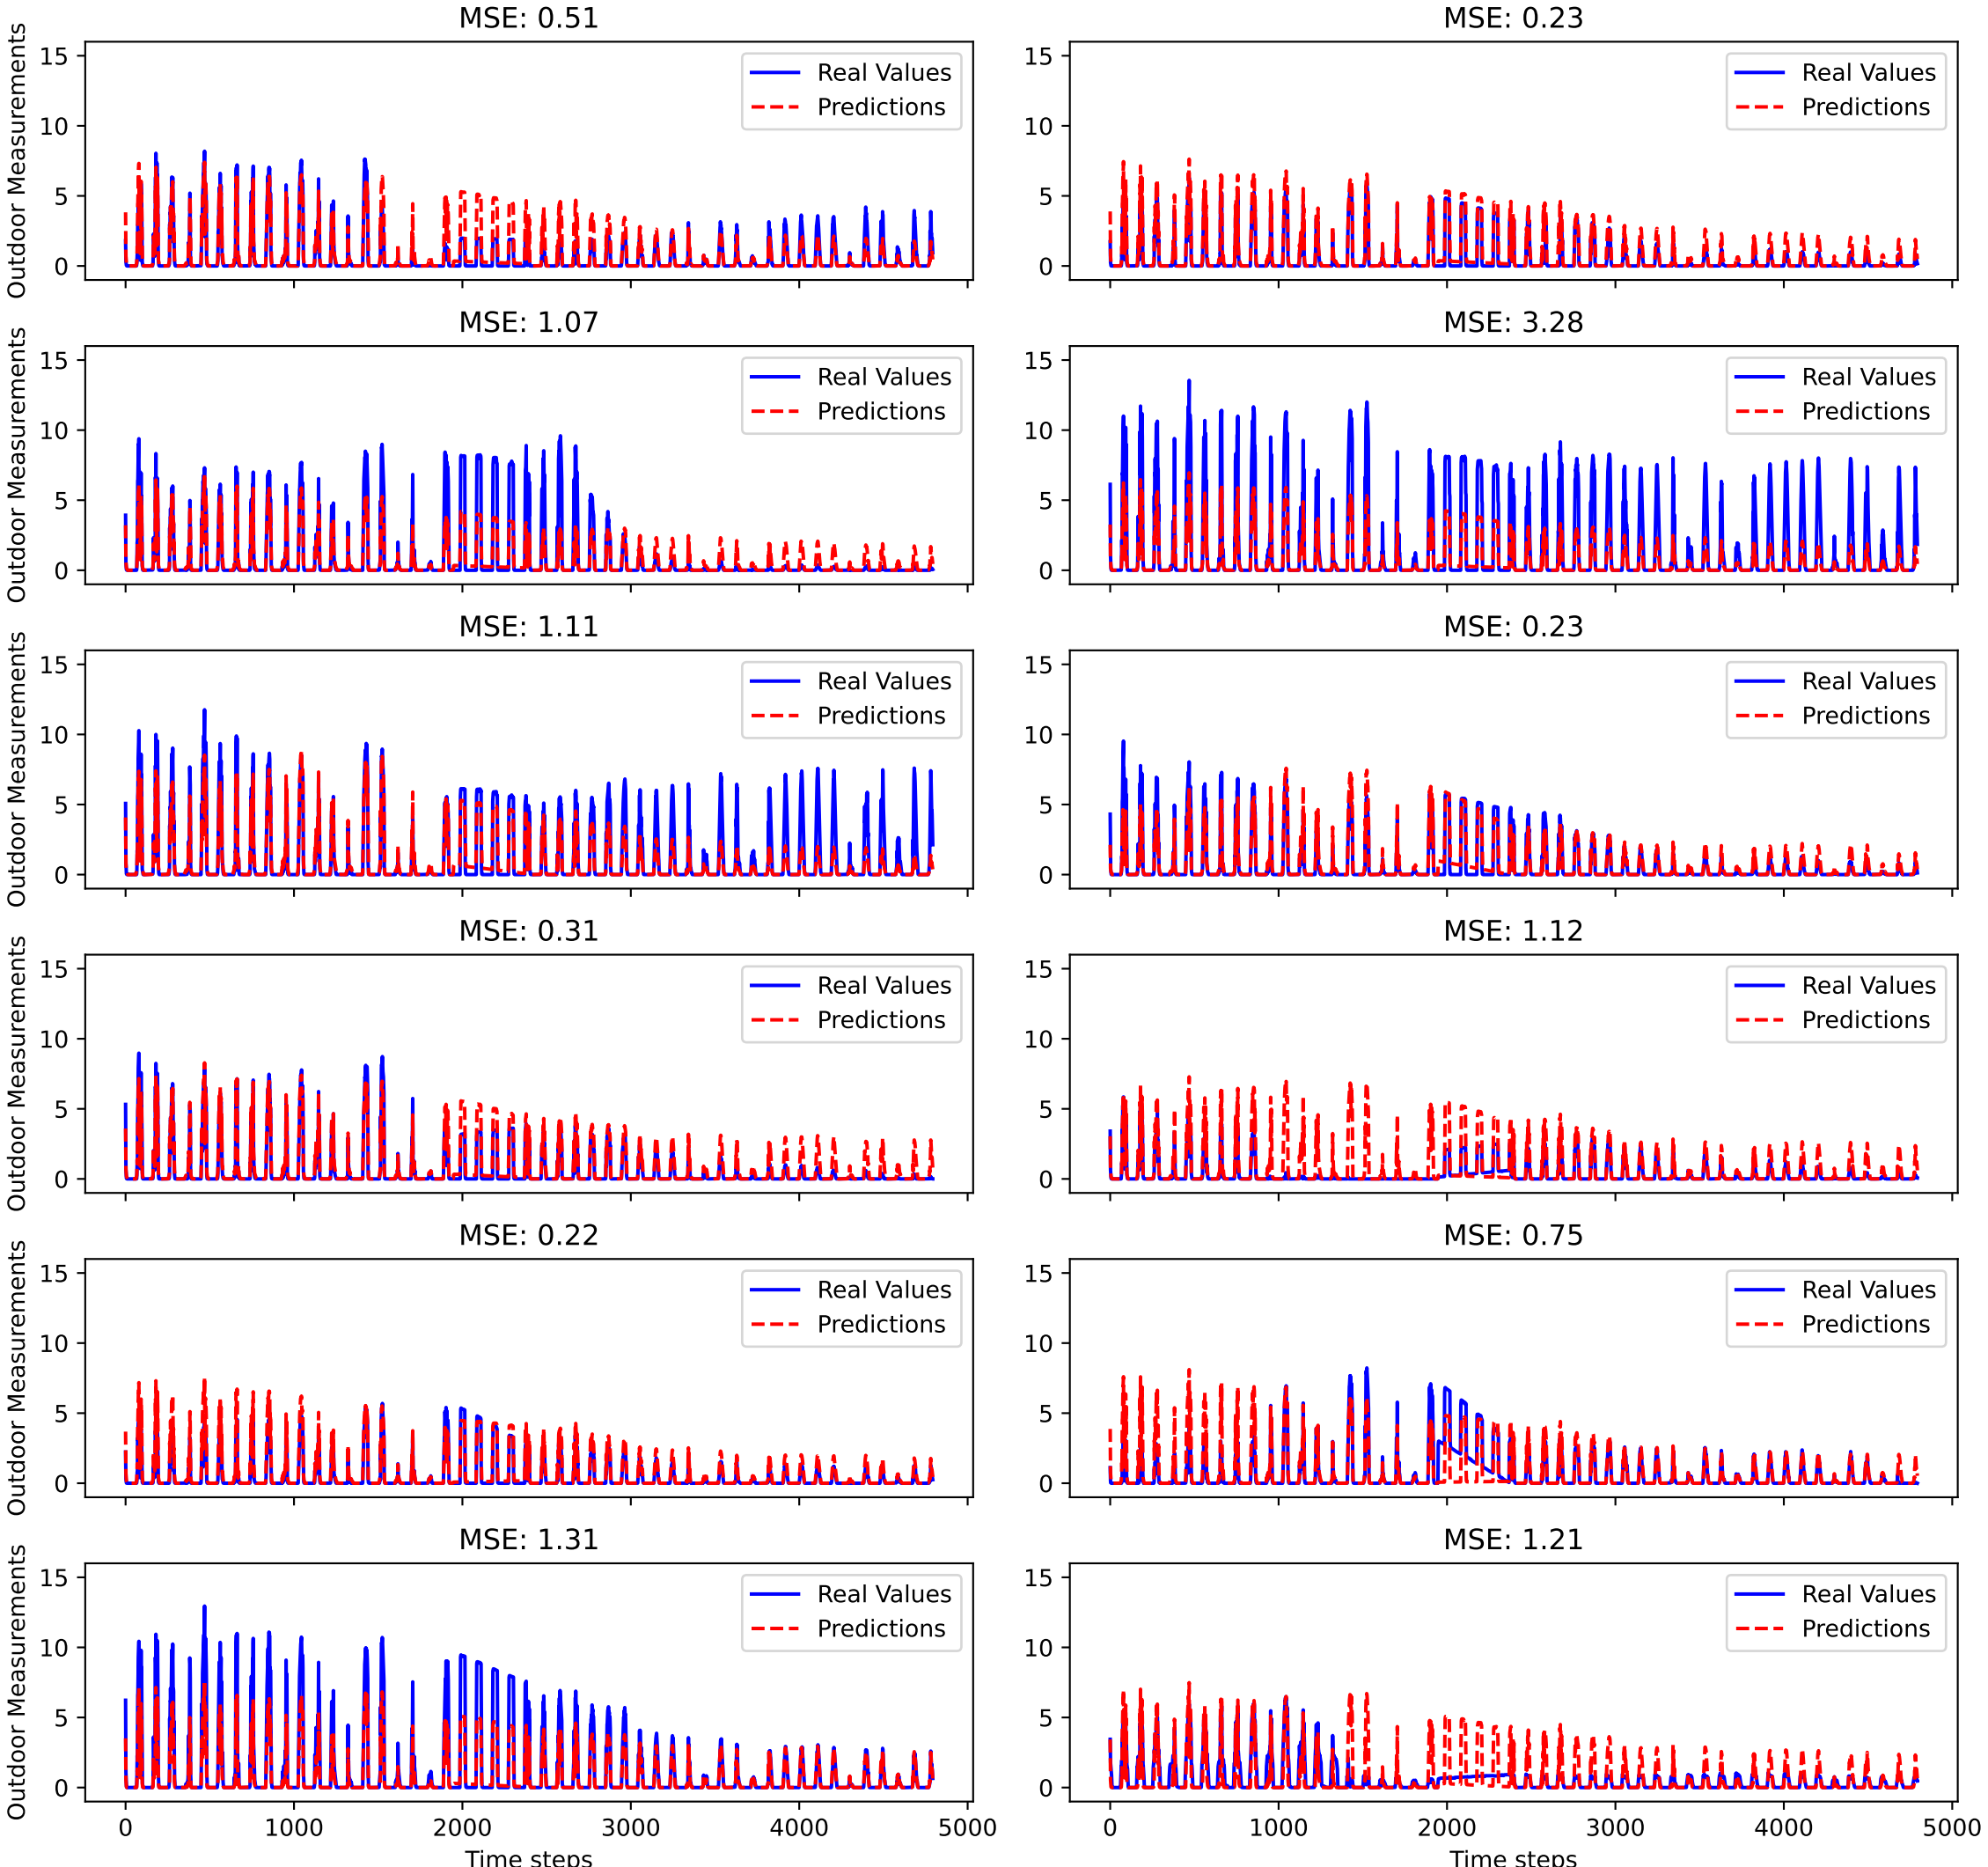 MSE: 0.51
Outdoor Measurements
15
10
5
0
Real Values
Predictions
MSE: 0.23
15
10
5
0
Real Values
Predictions
MSE: 1.07
Outdoor Measurements
15
10
5
0
Real Values
Predictions
MSE: 3.28
15
10
5
0
Real Values
Predictions
MSE: 1.11
Outdoor Measurements
15
10
5
0
Real Values
Predictions
MSE: 0.23
15
10
5
0
Real Values
Predictions
MSE: 0.31
Outdoor Measurements
15
10
5
0
Real Values
Predictions
MSE: 1.12
15
10
5
0
Real Values
Predictions
MSE: 0.22
Outdoor Measurements
15
10
5
0
Real Values
Predictions
MSE: 0.75
15
10
5
0
Real Values
Predictions
MSE: 1.31
Outdoor Measurements
15
10
5
0
Real Values
Predictions
0 1000 2000 3000 4000 5000
Time steps
MSE: 1.21
15
10
5
0
Real Values
Predictions
0 1000 2000 3000 4000 5000
Time steps